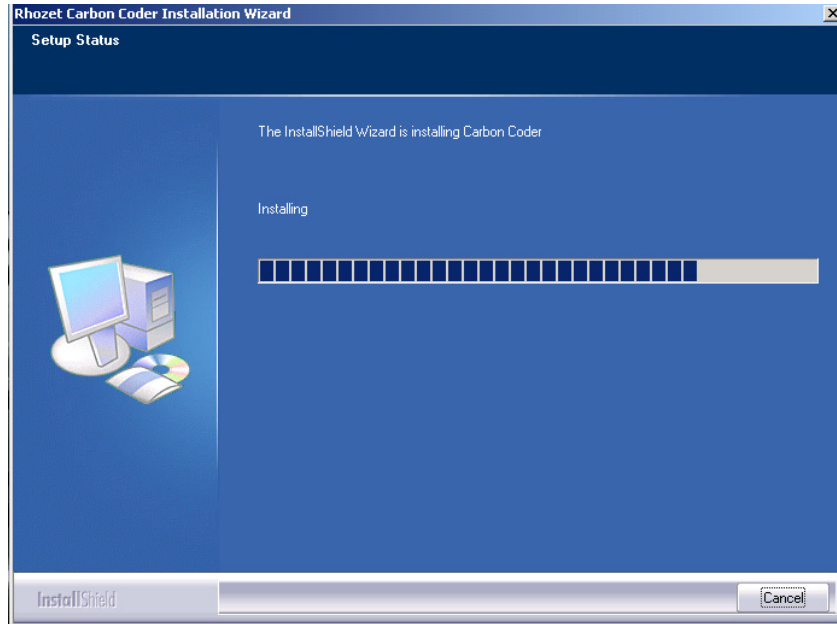 Rhozet Carbon Coder Installation Wizard
Setup Status
The InstallShield Wizard is installing Carbon Coder
Installing
InstallShield
Cancel